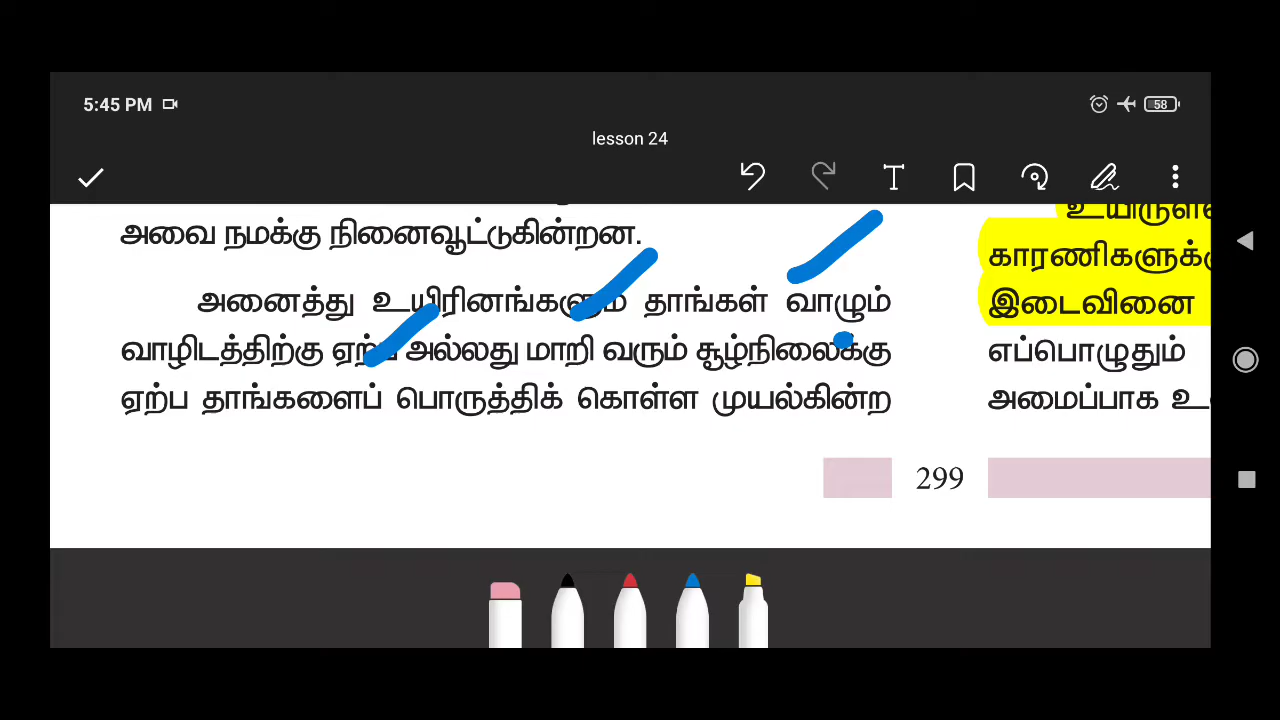 5:45 PM
58
lesson 24
அவை நமக்கு நினைவூட்டுகின்றன.
அனைத்து உயிரினங்களும் தாங்கள் வாழும்
வாழிடத்திற்கு ஏற்ப அல்லது மாறி வரும் சூழ்நிலைக்கு
ஏற்ப தாங்களைப் பொருத்திக் கொள்ள முயல்கின்ற
காரணிகளுக்கு
இடைவினை
எப்பொழுதும்
அமைப்பாக
299